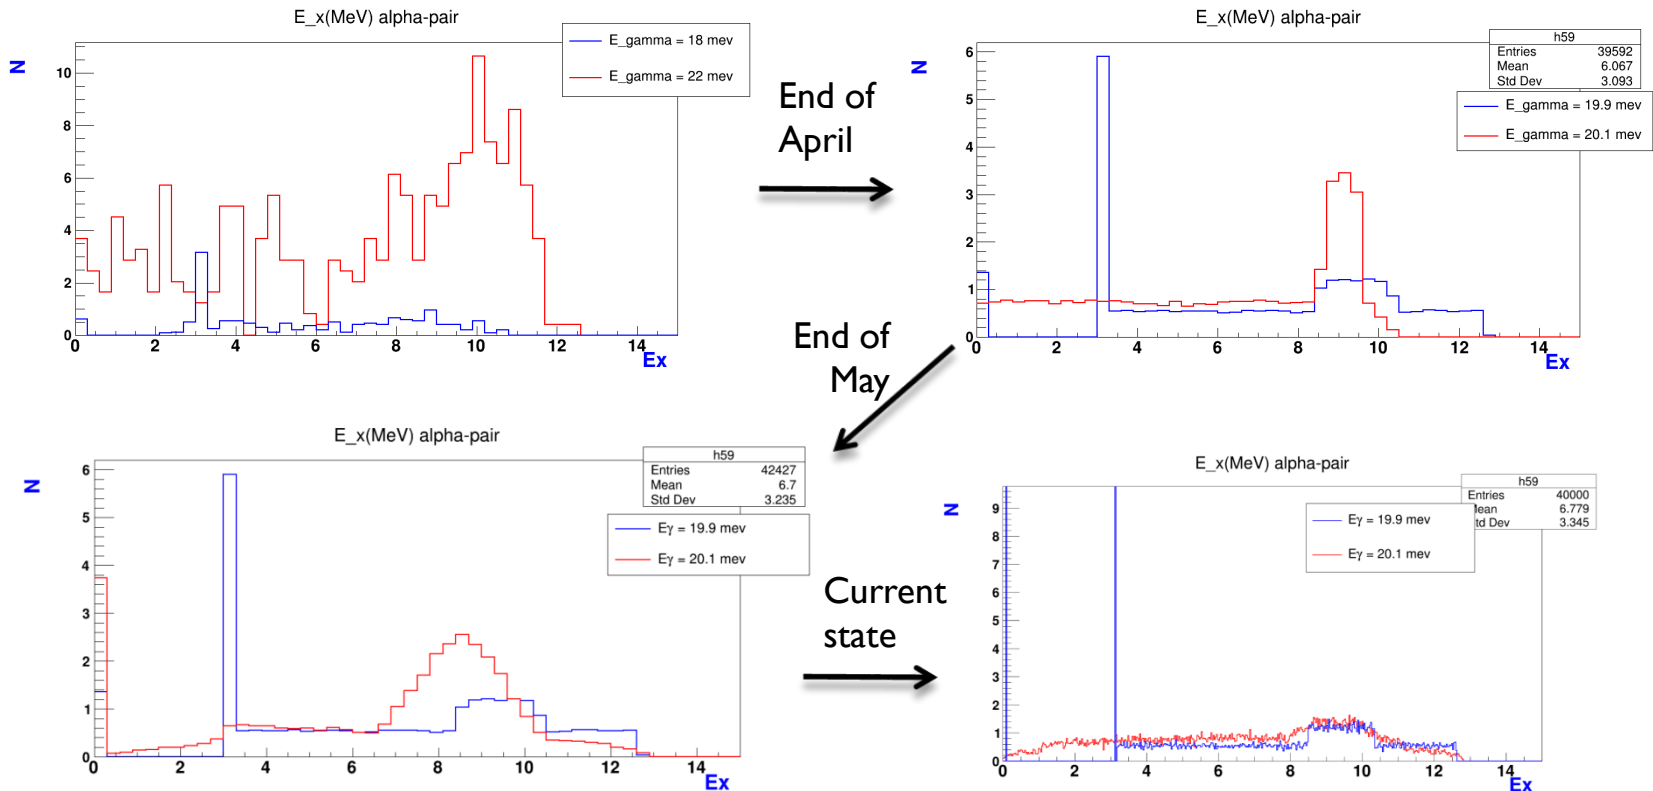 E_x(MeV) alpha-pair
N
E_gamma = 18 mev
E_gamma = 22 mev
10
8
6
4
2
0
0 2 4 6 8 10 12 14
Ex
End of
April
E_x(MeV) alpha-pair
N
h59
Entries 39592
Mean 6.067
Std Dev 3.093
E_gamma = 19.9 mev
E_gamma = 20.1 mev
6
5
4
3
2
1
0
0 2 4 6 8 10 12 14
Ex
End of
May
E_x(MeV) alpha-pair
N
h59
Entries 42427
Mean 6.7
Std Dev 3.235
Eγ = 19.9 mev
Eγ = 20.1 mev
6
5
4
3
2
1
0
0 2 4 6 8 10 12 14
Ex
Current
state
E_x(MeV) alpha-pair
N
h59
Entries 40000
ean 6.779
td Dev 3.345
Eγ = 19.9 mev
Eγ = 20.1 mev
9
8
7
6
5
4
3
2
1
0
0 2 4 6 8 10 12 14
Ex